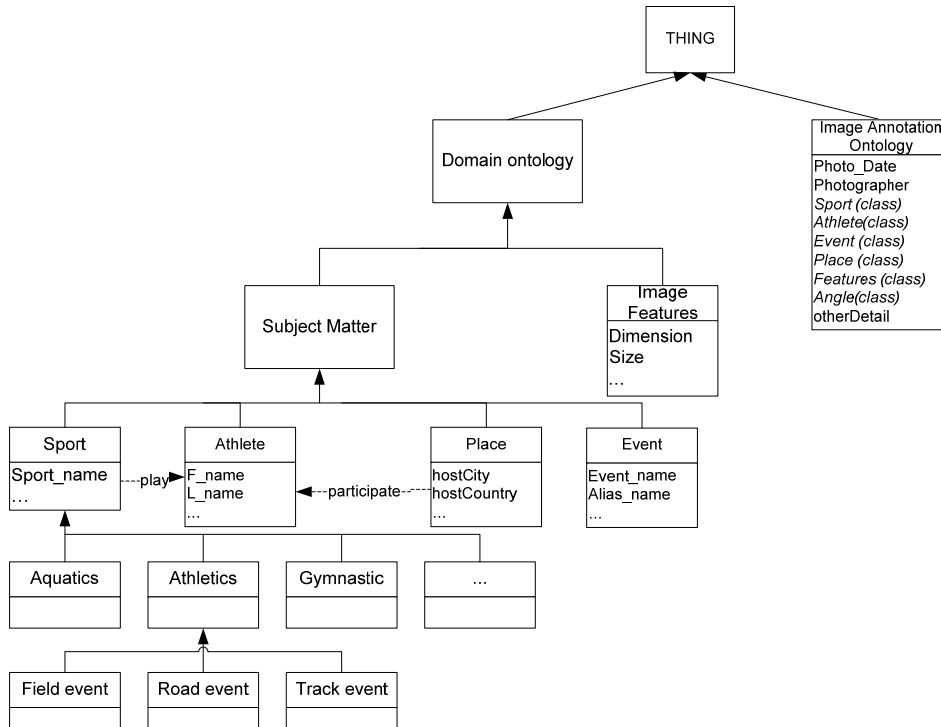 THING
Domain ontology
Image Annotation
Ontology
Photo_Date
Photographer
Sport (class)
Athlete(class)
Event (class)
Place (class)
Features (class)
Angle(class)
otherDetail
Subject Matter
Image
Features
Dimension
Size
...
Sport
Sport_name
...
play
Athlete
F_name
L_name
...
participate
Place
hostCity
hostCountry
...
Event
Event_name
Alias_name
...
Aquatics
Athletics
Gymnastic
...
Field event
Road event
Track event